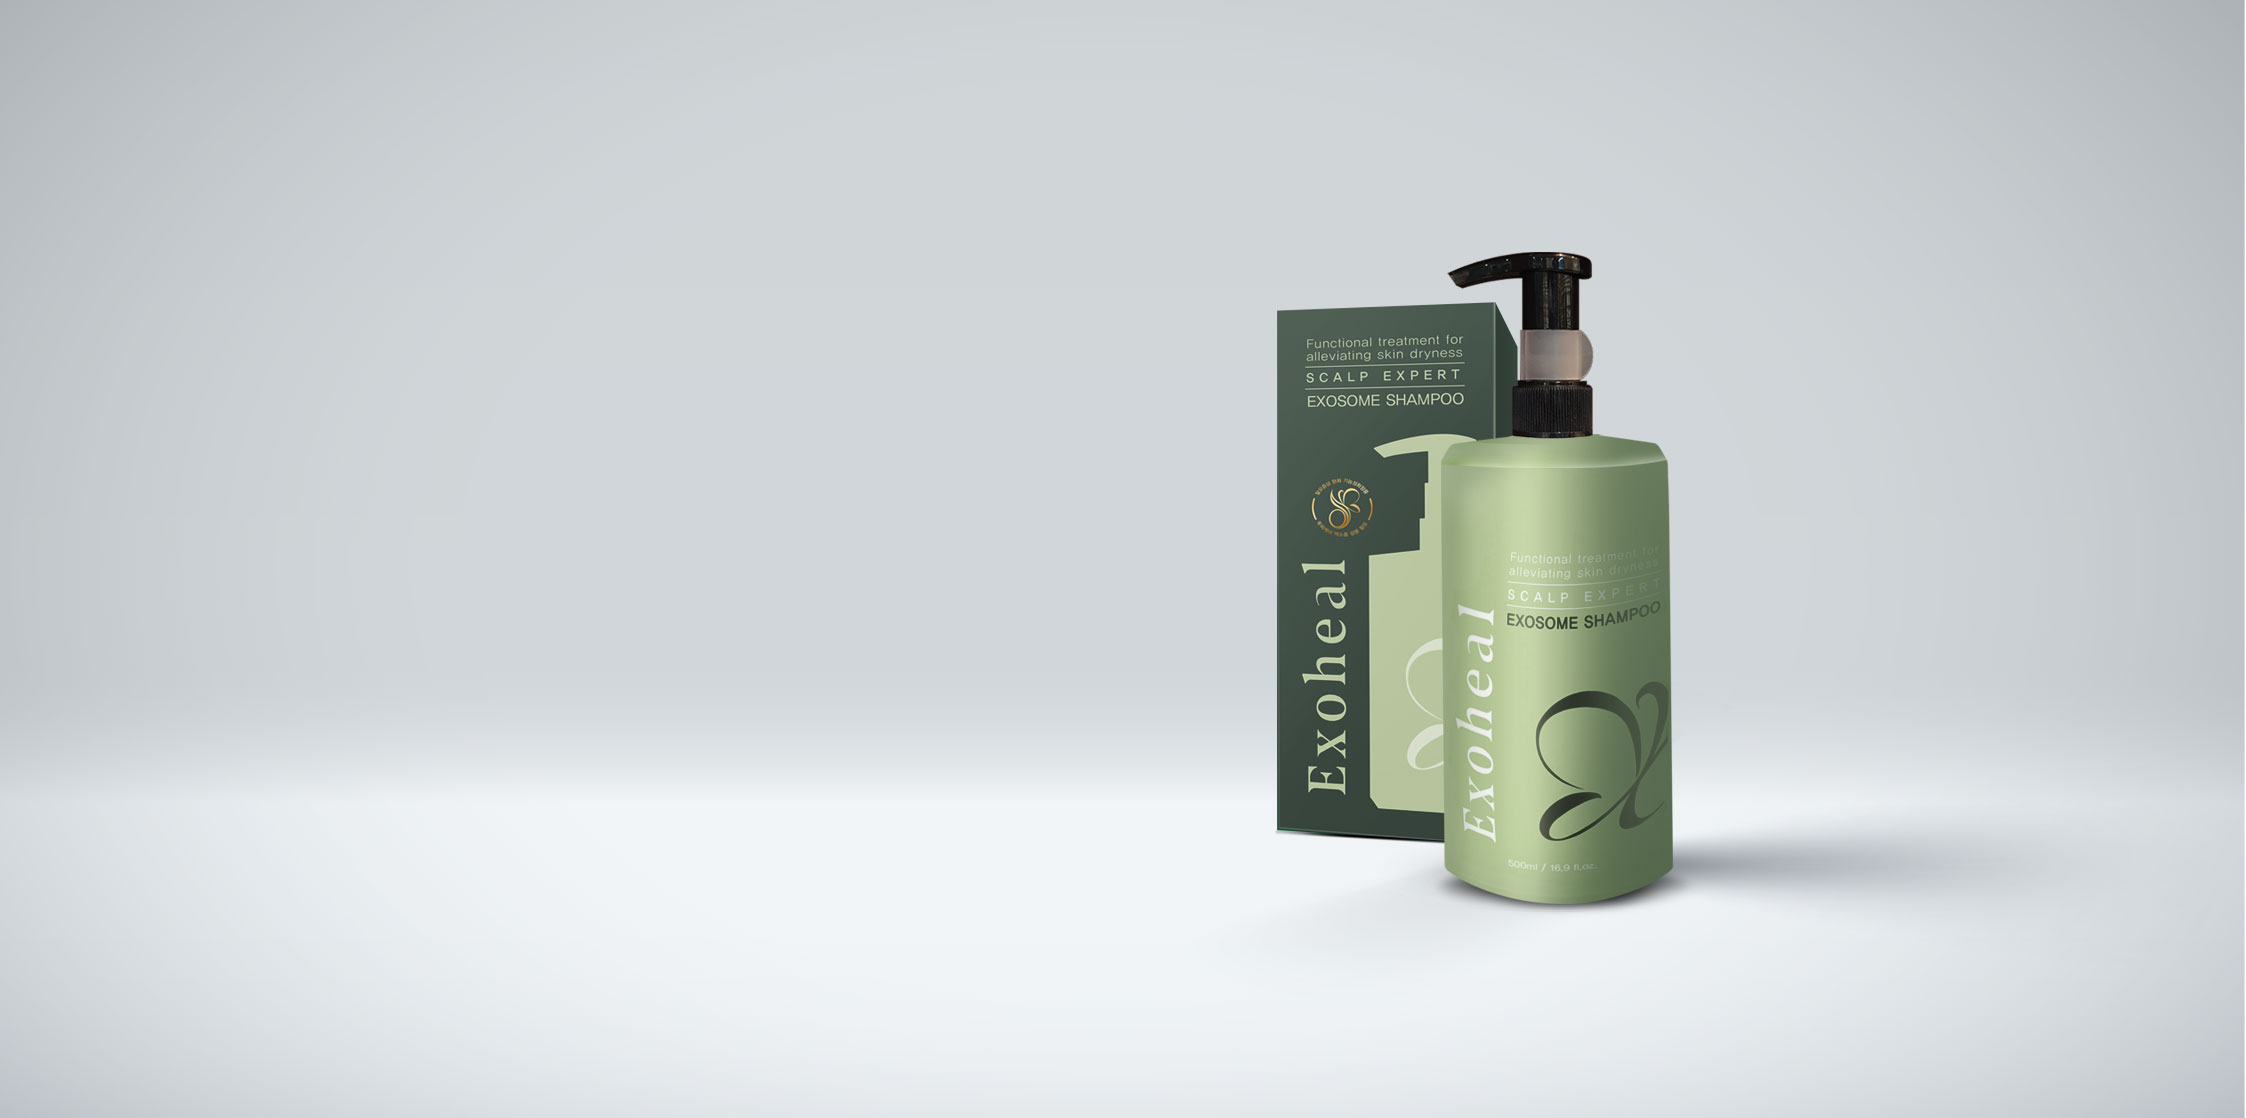 Functional treatment for
alleviating skin dryness
SCALP EXPERT
EXOSOME SHAMPOO
Exoheal
Functional treatment for
alleviating skin dryness
SCALP EXPERT
EXOSOME SHAMPOO
Exoheal
500ml / 16.9 fl.oz.